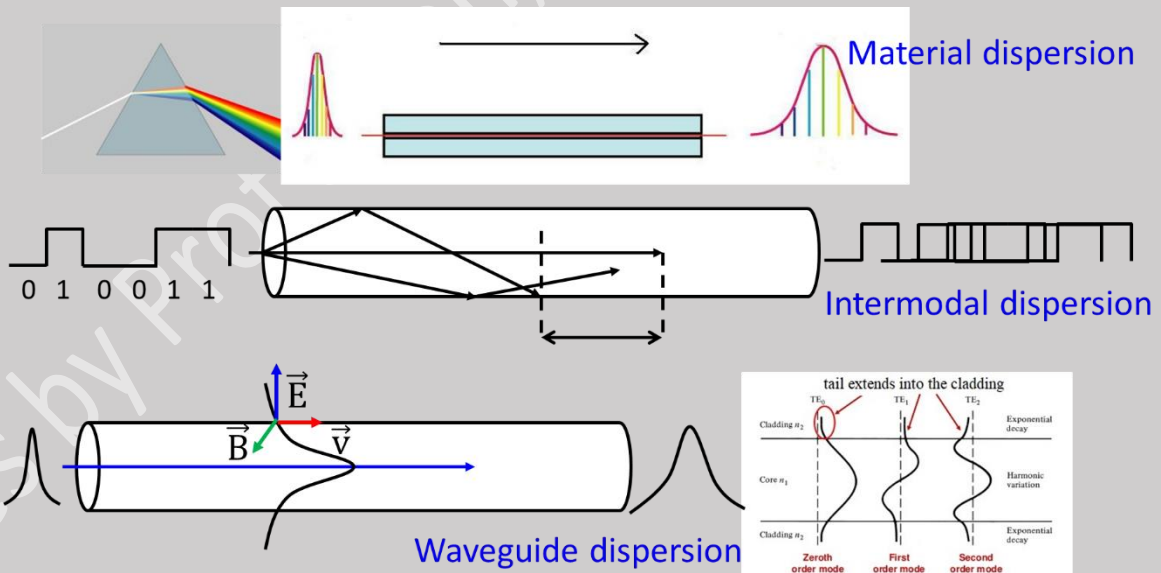 Material dispersion
0 1 0 0 1 1
Intermodal dispersion
E
B
v
Waveguide dispersion
tail extends into the cladding
TE₀ TE₁ TE₂
Cladding n₂
Exponential
decay
Core n₁
Harmonic
variation
Cladding n₂
Exponential
decay
Zeroth
order mode
First
order mode
Second
order mode
s by Prof